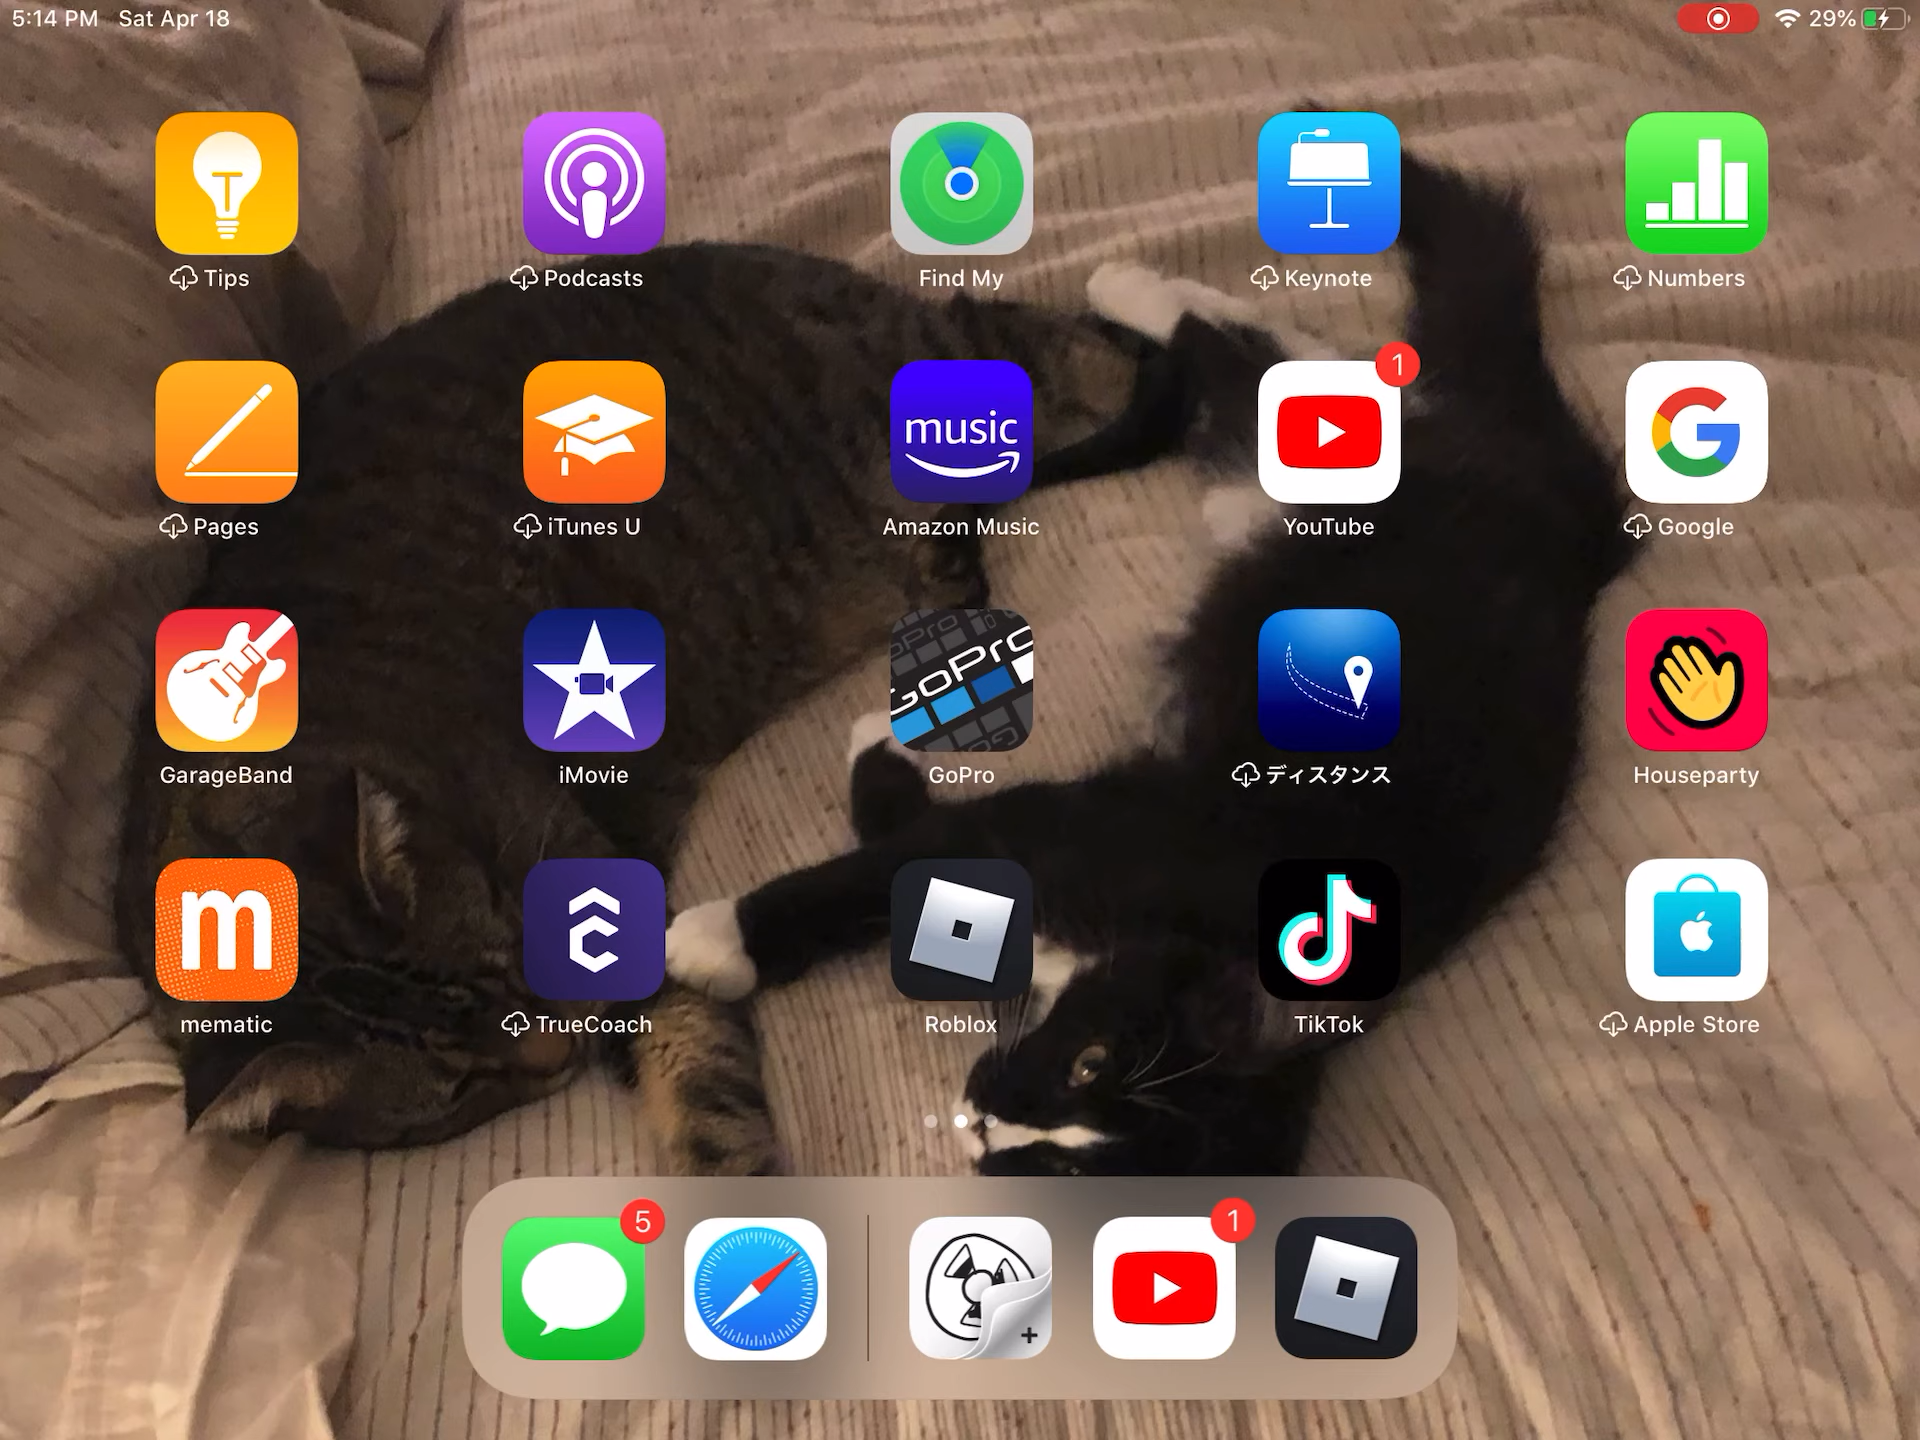 5:14 PM Sat Apr 18 29%
Tips Podcasts Find My Keynote Numbers
music 1
Pages iTunes U Amazon Music YouTube Google
GoPro
GarageBand iMovie GoPro ディスタンス Houseparty
m
mematic TrueCoach Roblox TikTok Apple Store
5 1